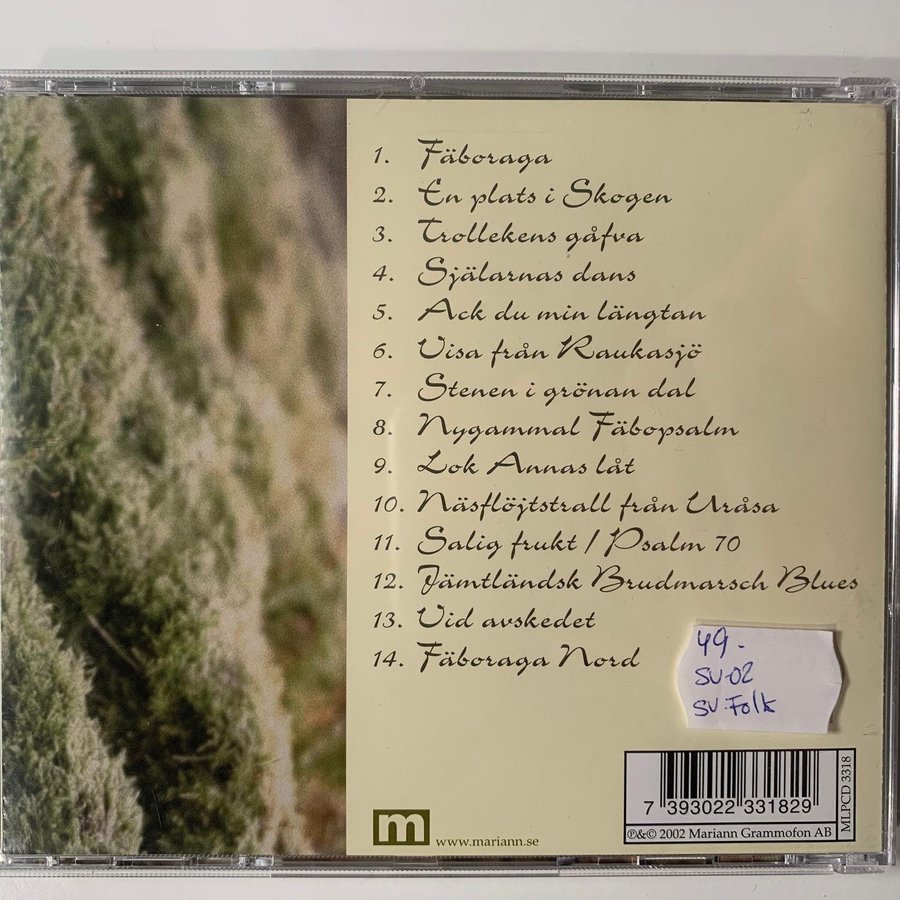 1. Fäboraga
2. En plats i Skogen
3. Trollekens gåfva
4. Själarnas dans
5. Ack du min längtan
6. Visa från Raukasjö
7. Stenen i grönan dal
8. Nygammal Fäbopsalm
9. Lok Annas låt
10. Näsflöjtstrall från Uråsa
11. Salig frukt / Psalm 70
12. Jämtländsk Brudmarsch Blues
13. Vid avskedet
14. Fäboraga Nord
49.-
SV-02
SV.Folk
7 393022 331829
℗&© 2002 Mariann Grammofon AB
MLPCD 3318
m
www.mariann.se